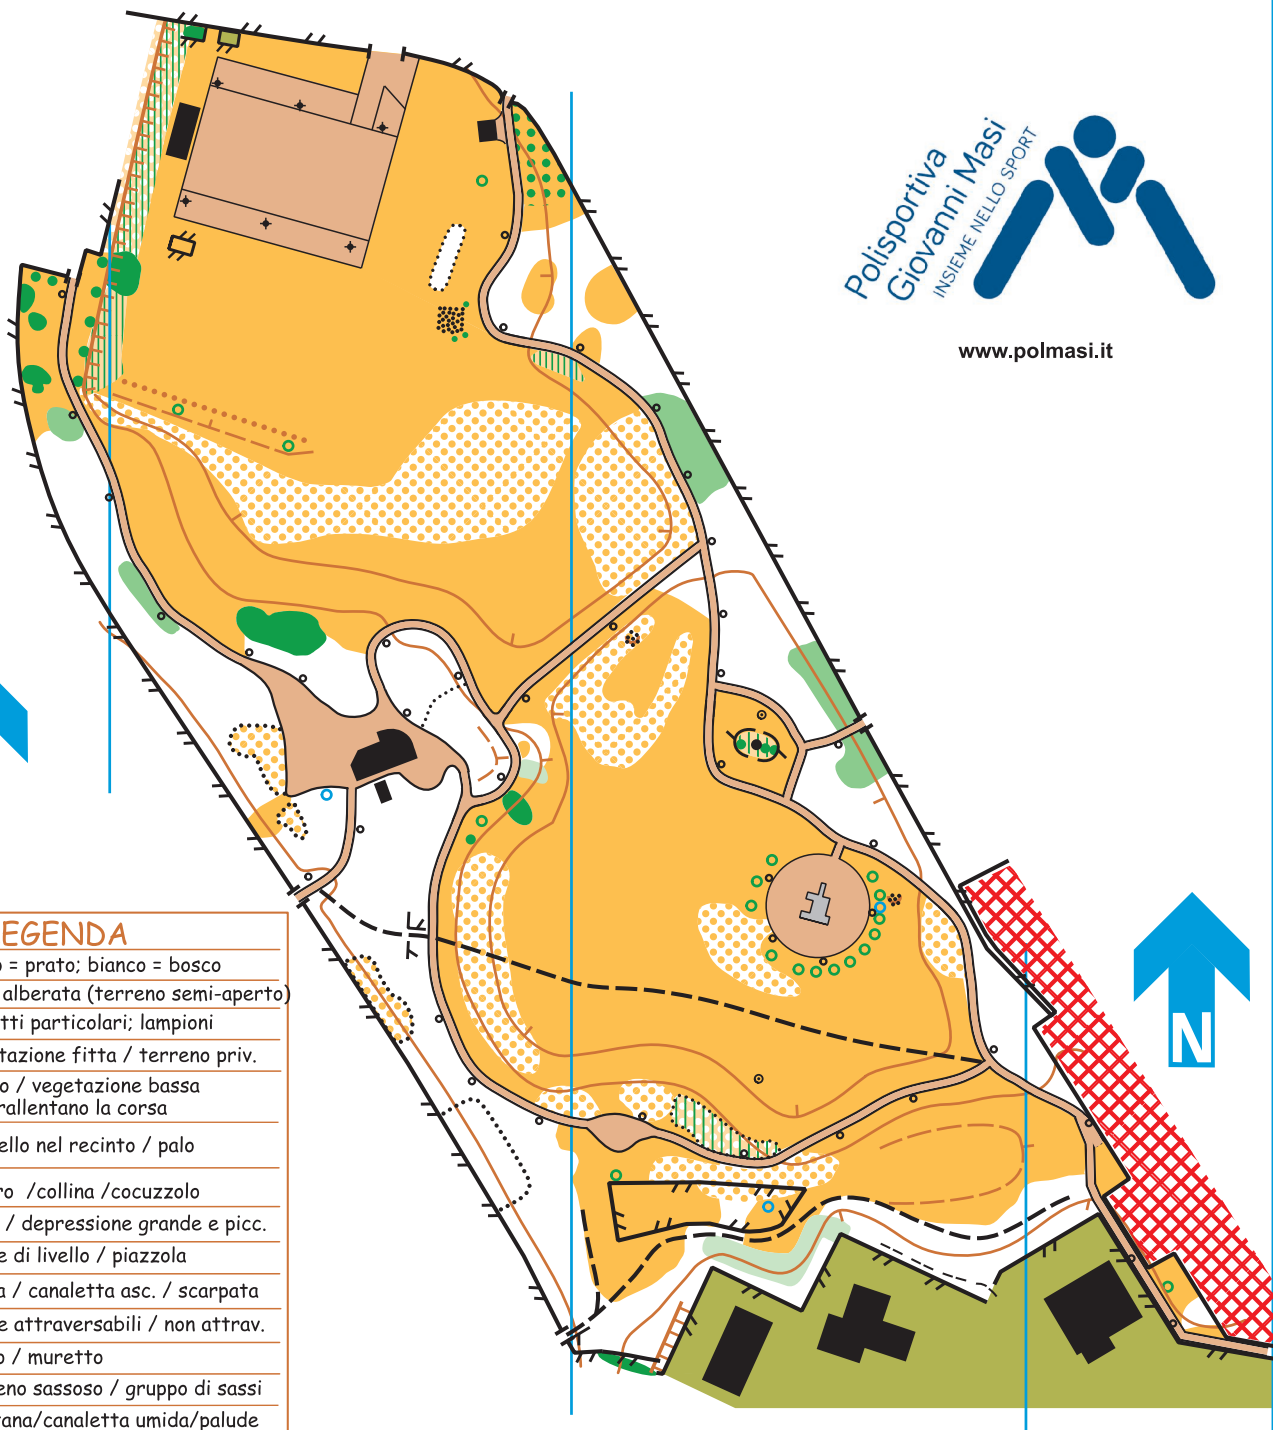 Polisportiva
Giovanni Masi
INSIEME NELLO SPORT
www.polmasi.it
N
EGENDA
= prato; bianco = bosco
alberata (terreno semi-aperto)
tti particolari; lampioni
tazione fitta / terreno priv.
o / vegetazione bassa
rallentano la corsa
ello nel recinto / palo
ro /collina /cocuzzolo
/ depressione grande e picc.
e di livello / piazzola
a / canaletta asc. / scarpata
e attraversabili / non attrav.
o / muretto
eno sassoso / gruppo di sassi
tana/canaletta umida/palude